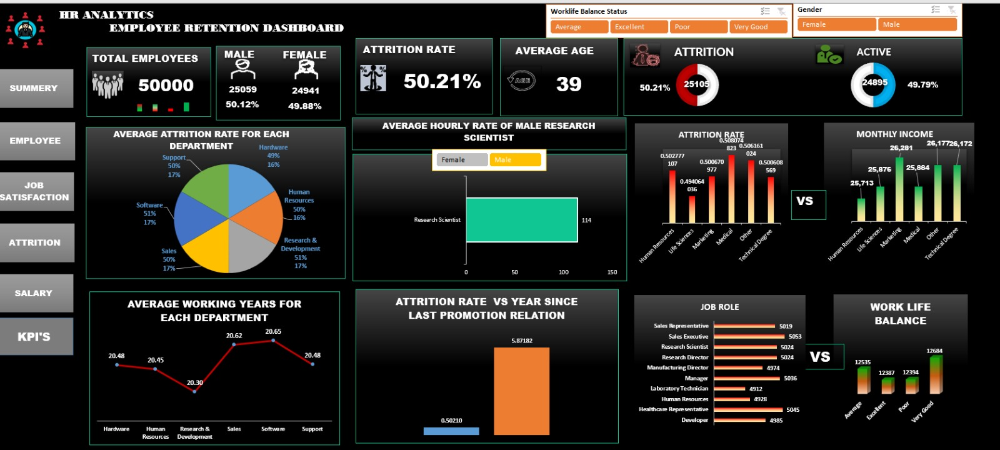 HR ANALYTICS
EMPLOYEE RETENTION DASHBOARD
Worklife Balance Status
Average
Excellent
Poor
Very Good
Gender
Female
Male
SUMMERY
EMPLOYEE
JOB
SATISFACTION
ATTRITION
SALARY
KPI'S
TOTAL EMPLOYEES
50000
MALE
25059
50.12%
FEMALE
24941
49.88%
ATTRITION RATE
% %
50.21%
AVERAGE AGE
AGE
39
ATTRITION
50.21%
25105
ACTIVE
24895
49.79%
AVERAGE ATTRITION RATE FOR EACH
DEPARTMENT
Hardware
49%
16%
Human
Resources
50%
16%
Research &
Development
51%
17%
Sales
50%
17%
Software
51%
17%
Support
50%
17%
AVERAGE HOURLY RATE OF MALE RESEARCH
SCIENTIST
Female
Male
Research Scientist
114
0
50
100
150
ATTRITION RATE
0.502777
107
0.494064
036
0.500670
977
0.508074
823
0.506161
024
0.500608
569
Human Resources
Life Sciences
Marketing
Medical
Other
Technical Degree
VS
MONTHLY INCOME
25,713
25,876
26,281
25,884
26,177
26,172
Human Resources
Life Sciences
Marketing
Medical
Other
Technical Degree
AVERAGE WORKING YEARS FOR
EACH DEPARTMENT
20.48
20.45
20.30
20.62
20.65
20.48
Hardware
Human
Resources
Research &
Development
Sales
Software
Support
ATTRITION RATE VS YEAR SINCE
LAST PROMOTION RELATION
0.50210
5.87182
JOB ROLE
Sales Representative 5019
Sales Executive 5053
Research Scientist 5024
Research Director 5024
Manufacturing Director 4974
Manager 5036
Laboratory Technician 4912
Human Resources 4928
Healthcare Representative 5045
Developer 4985
VS
WORK LIFE
BALANCE
12535
12387
12394
12684
Average
Excellent
Poor
Very Good